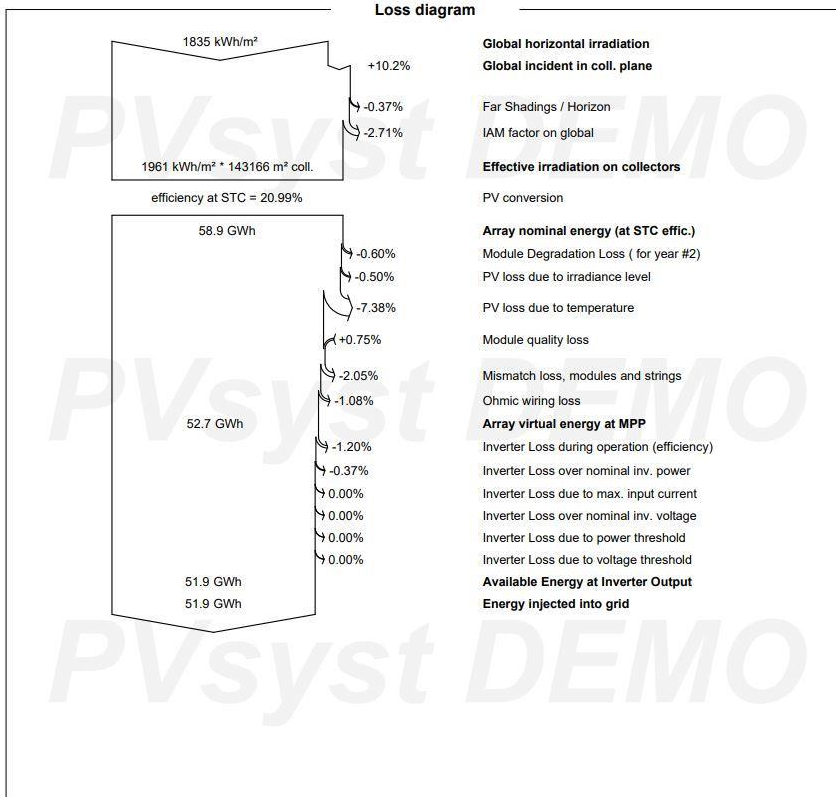 Loss diagram
1835 kWh/m² Global horizontal irradiation
+10.2% Global incident in coll. plane
-0.37% Far Shadings / Horizon
-2.71% IAM factor on global
PVsyst DEMO
1961 kWh/m² * 143166 m² coll. Effective irradiation on collectors
efficiency at STC = 20.99% PV conversion
58.9 GWh Array nominal energy (at STC effic.)
-0.60% Module Degradation Loss ( for year #2)
-0.50% PV loss due to irradiance level
-7.38% PV loss due to temperature
+0.75% Module quality loss
-2.05% Mismatch loss, modules and strings
-1.08% Ohmic wiring loss
PVsyst DEMO
52.7 GWh Array virtual energy at MPP
-1.20% Inverter Loss during operation (efficiency)
-0.37% Inverter Loss over nominal inv. power
0.00% Inverter Loss due to max. input current
0.00% Inverter Loss over nominal inv. voltage
0.00% Inverter Loss due to power threshold
0.00% Inverter Loss due to voltage threshold
51.9 GWh Available Energy at Inverter Output
51.9 GWh Energy injected into grid
PVsyst DEMO